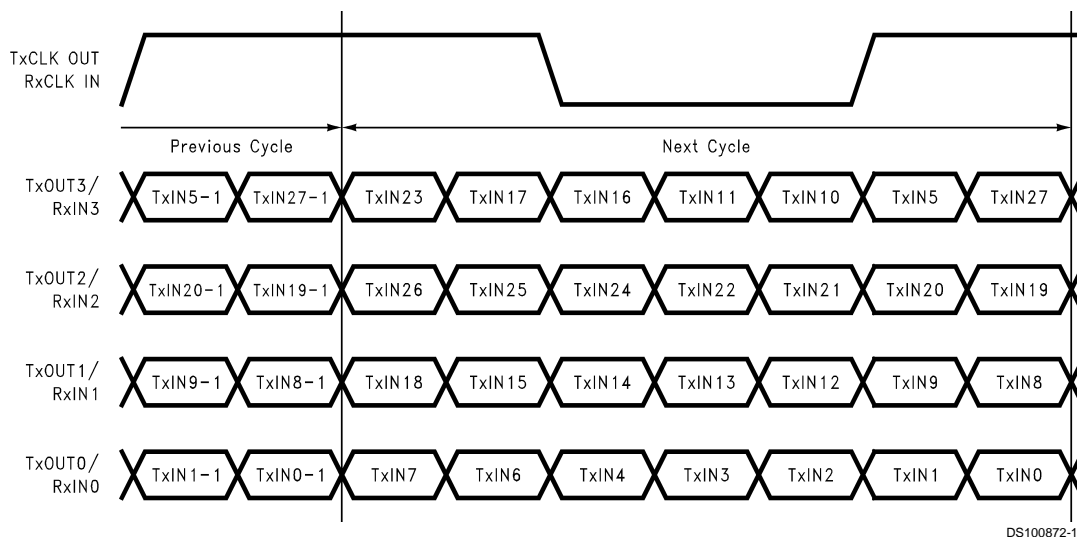 TxCLK OUT
RxCLK IN
Previous Cycle
Next Cycle
TxOUT3/
RxIN3
TxIN5-1 TxIN27-1 TxIN23 TxIN17 TxIN16 TxIN11 TxIN10 TxIN5 TxIN27
TxOUT2/
RxIN2
TxIN20-1 TxIN19-1 TxIN26 TxIN25 TxIN24 TxIN22 TxIN21 TxIN20 TxIN19
TxOUT1/
RxIN1
TxIN9-1 TxIN8-1 TxIN18 TxIN15 TxIN14 TxIN13 TxIN12 TxIN9 TxIN8
TxOUT0/
RxIN0
TxIN1-1 TxIN0-1 TxIN7 TxIN6 TxIN4 TxIN3 TxIN2 TxIN1 TxIN0
DS100872-1